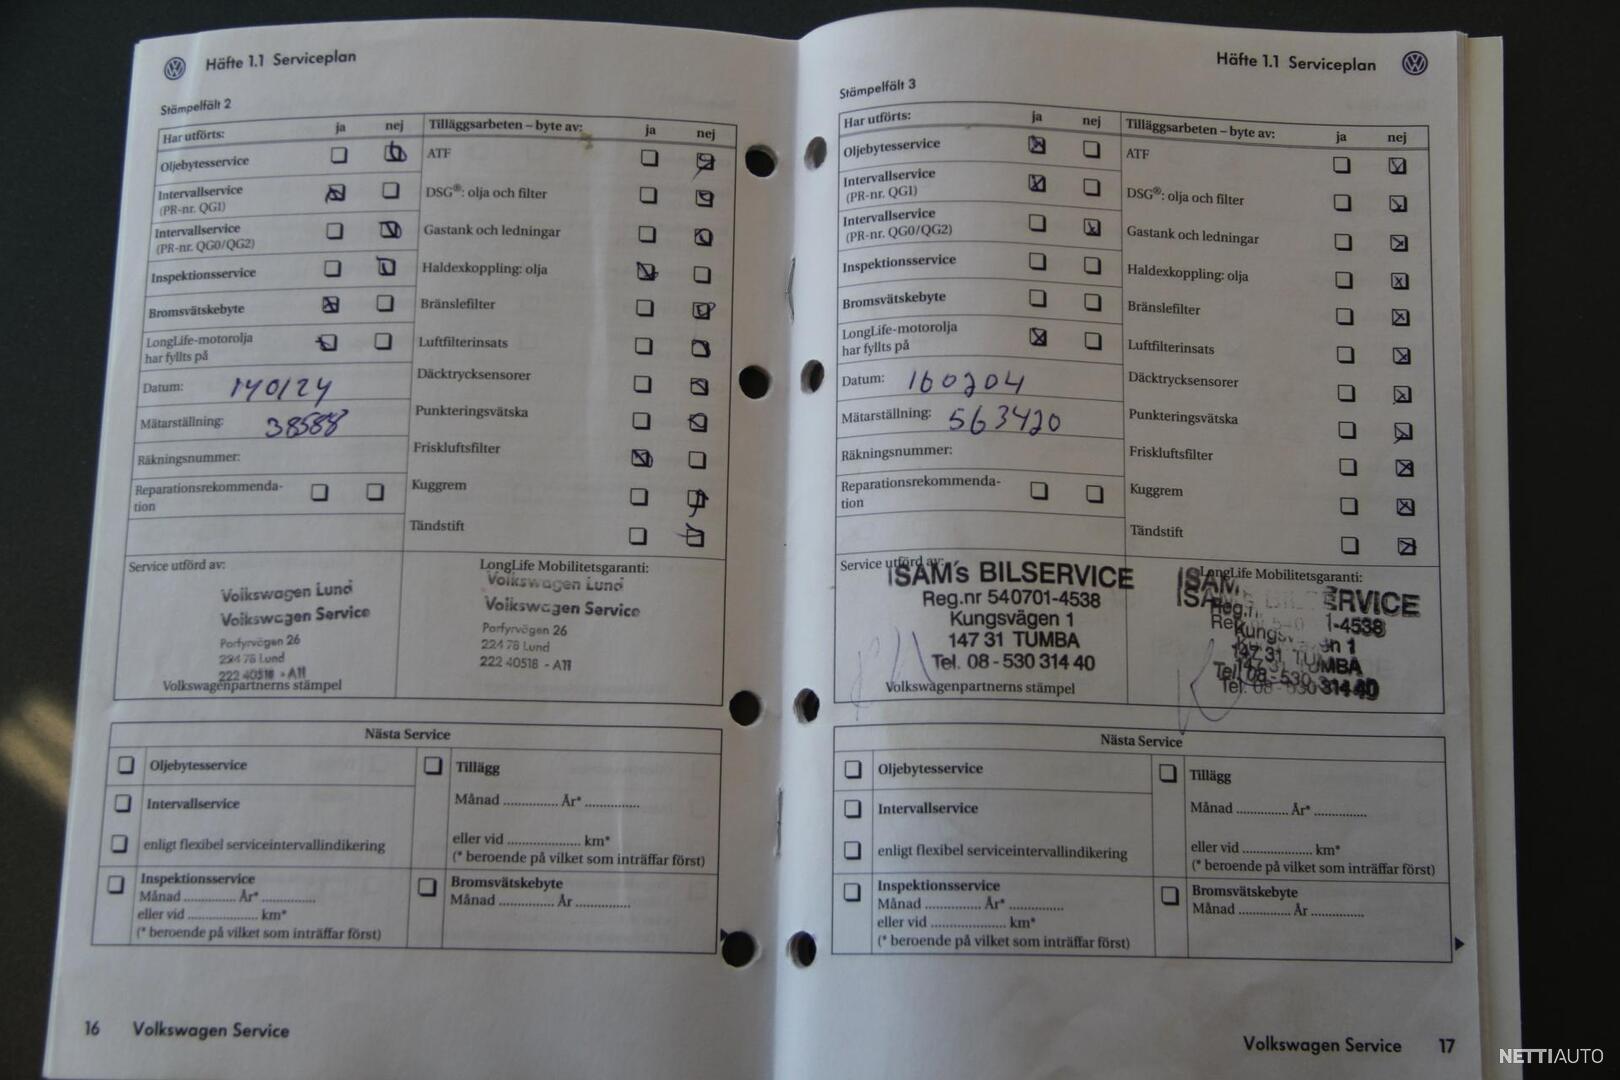 Häfte 1.1 Serviceplan
Stämpelfält 2
Har utförts: ja nej
Oljebytesservice
Intervallservice
(PR-nr. QG1)
Intervallservice
(PR-nr. QG0/QG2)
Inspektionsservice
Bromsvätskebyte
LongLife-motorolja
har fyllts på
Datum: 140124
Mätarställning: 38588
Räkningsnummer:
Reparationsrekommenda-
tion
Tilläggsarbeten – byte av: ja nej
ATF
DSG®: olja och filter
Gastank och ledningar
Haldexkoppling: olja
Bränslefilter
Luftfilterinsats
Däcktrycksensorer
Punkteringsvätska
Friskluftsfilter
Kuggrem
Tändstift
Service utförd av:
Volkswagen Lund
Volkswagen Service
Porfyrvägen 26
224 78 Lund
222 40518 - A11
Volkswagenpartnerns stämpel
LongLife Mobilitetsgaranti:
Volkswagen Lund
Volkswagen Service
Porfyrvägen 26
224 78 Lund
222 40518 - A11
Nästa Service
Oljebytesservice
Intervallservice
enligt flexibel serviceintervallindikering
Inspektionsservice
Månad ............... År* ...............
eller vid .................... km*
(* beroende på vilket som inträffar först)
Tillägg
Månad ............... År* ...............
eller vid .................... km*
(* beroende på vilket som inträffar först)
Bromsvätskebyte
Månad ............... År ...............
16 Volkswagen Service
Häfte 1.1 Serviceplan
Stämpelfält 3
Har utförts: ja nej
Oljebytesservice
Intervallservice
(PR-nr. QG1)
Intervallservice
(PR-nr. QG0/QG2)
Inspektionsservice
Bromsvätskebyte
LongLife-motorolja
har fyllts på
Datum: 160204
Mätarställning: 563420
Räkningsnummer:
Reparationsrekommenda-
tion
Tilläggsarbeten – byte av: ja nej
ATF
DSG®: olja och filter
Gastank och ledningar
Haldexkoppling: olja
Bränslefilter
Luftfilterinsats
Däcktrycksensorer
Punkteringsvätska
Friskluftsfilter
Kuggrem
Tändstift
Service utförd av:
ISAM's BILSERVICE
Reg.nr 540701-4538
Kungsvägen 1
147 31 TUMBA
Tel. 08 - 530 314 40
Volkswagenpartnerns stämpel
LongLife Mobilitetsgaranti:
Nästa Service
Oljebytesservice
Intervallservice
enligt flexibel serviceintervallindikering
Inspektionsservice
Månad ............... År* ...............
eller vid .................... km*
(* beroende på vilket som inträffar först)
Tillägg
Månad ............... År* ...............
eller vid .................... km*
(* beroende på vilket som inträffar först)
Bromsvätskebyte
Månad ............... År ...............
Volkswagen Service 17
NETTIAUTO